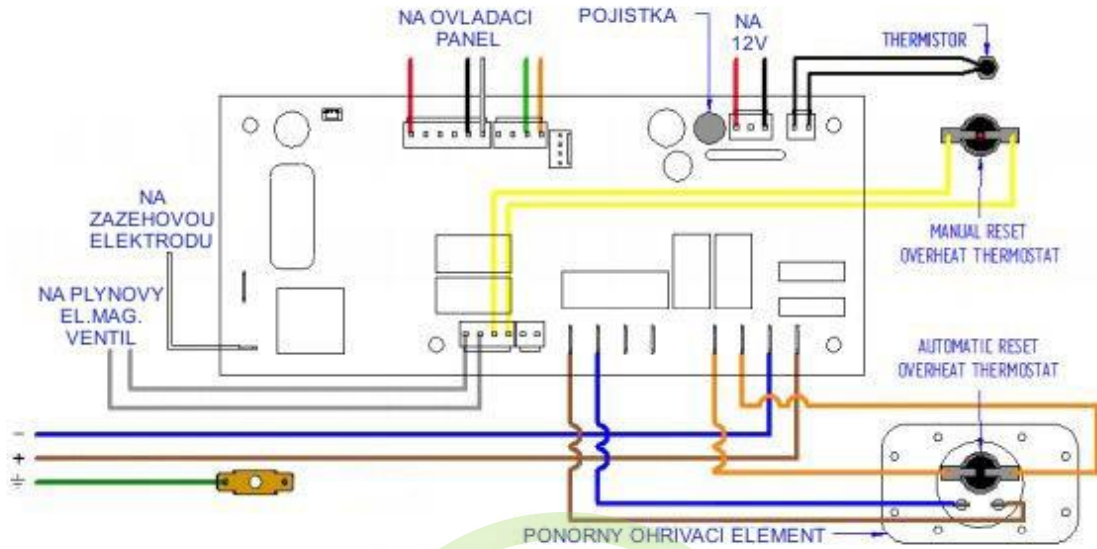 NA OVLADACI
PANEL
POJISTKA
NA
12V
THERMISTOR
NA
ZAZEHOVOU
ELEKTRODU
MANUAL RESET
OVERHEAT THERMOSTAT
NA PLYNOVY
EL.MAG.
VENTIL
AUTOMATIC RESET
OVERHEAT THERMOSTAT
−
+
PONORNY OHRIVACI ELEMENT